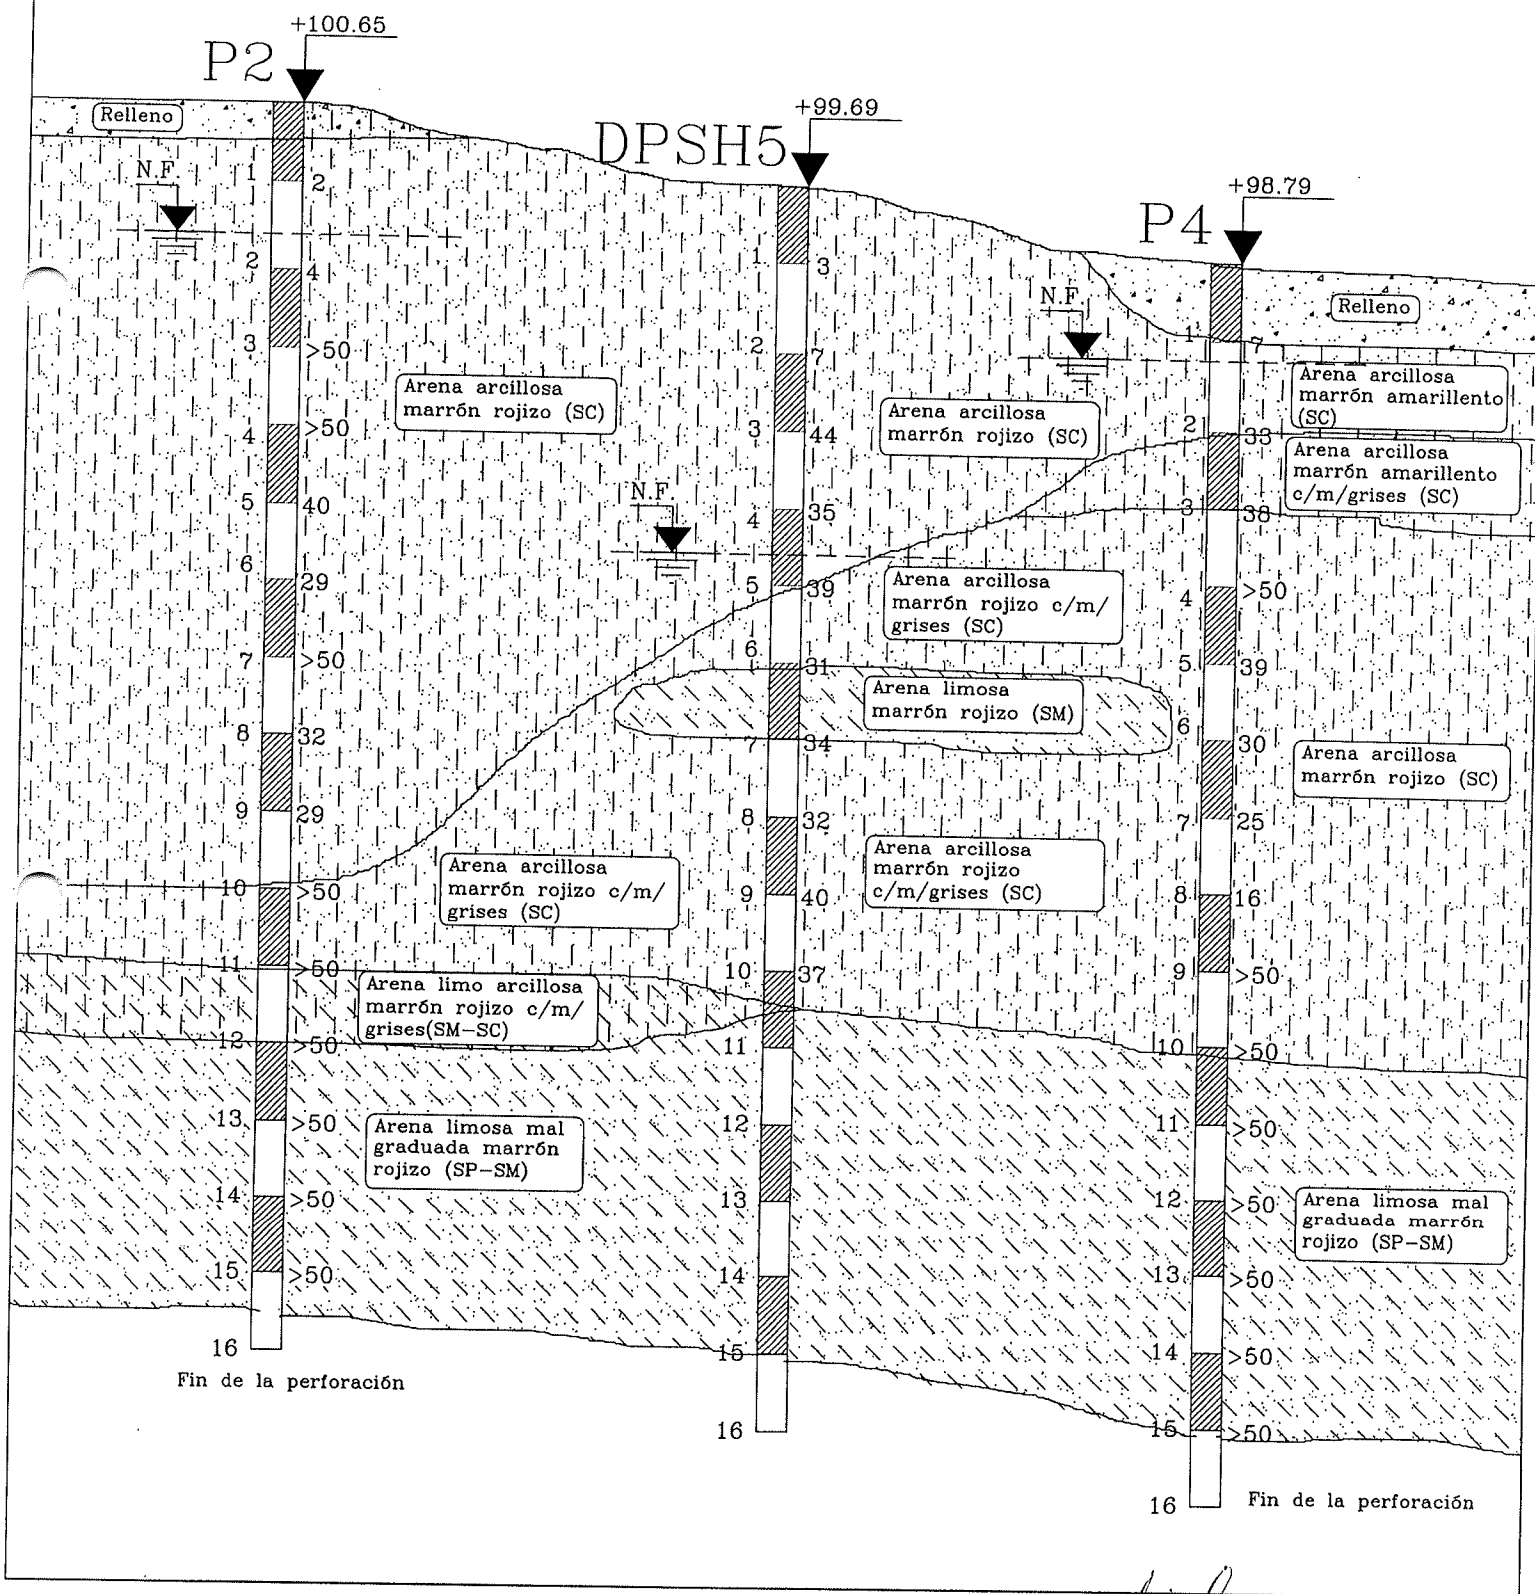 +100.65
P2
+99.69
DPSH5
+98.79
P4
Relleno
N.F.
N.F.
N.F.
Relleno
Arena arcillosa
marrón rojizo (SC)
Arena arcillosa
marrón rojizo (SC)
Arena arcillosa
marrón amarillento
(SC)
Arena arcillosa
marrón amarillento
c/m/grises (SC)
Arena arcillosa
marrón rojizo c/m/
grises (SC)
Arena limosa
marrón rojizo (SM)
Arena arcillosa
marrón rojizo (SC)
Arena arcillosa
marrón rojizo c/m/
grises (SC)
Arena arcillosa
marrón rojizo
c/m/grises (SC)
Arena limo arcillosa
marrón rojizo c/m/
grises(SM-SC)
Arena limosa mal
graduada marrón
rojizo (SP-SM)
Arena limosa mal
graduada marrón
rojizo (SP-SM)
1 2
2 4
3 >50
4 >50
5 40
6 29
7 >50
8 32
9 29
10 >50
11 >50
12 >50
13 >50
14 >50
15 >50
16
Fin de la perforación
1 3
2 7
3 44
4 35
5 39
6 31
7 34
8 32
9 40
10 37
11
12
13
14
15
16
1 7
2 33
3 38
4 >50
5 39
6 30
7 25
8 16
9 >50
10 >50
11 >50
12 >50
13 >50
14 >50
15 >50
16
Fin de la perforación